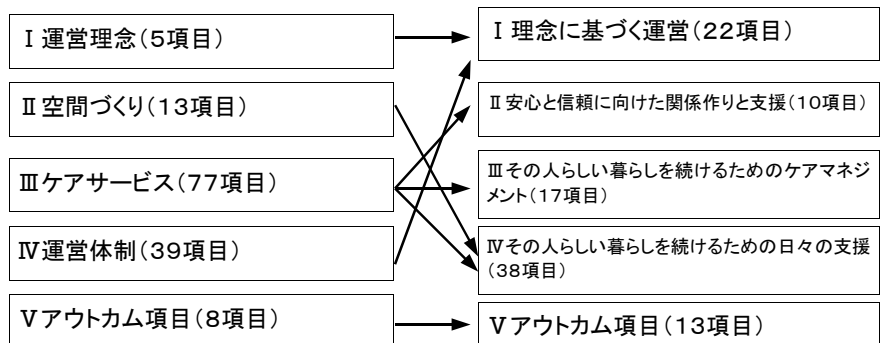 Ⅰ運営理念(5項目)
Ⅱ空間づくり(13項目)
Ⅲケアサービス(77項目)
Ⅳ運営体制(39項目)
Ⅴアウトカム項目(8項目)
Ⅰ理念に基づく運営(22項目)
Ⅱ安心と信頼に向けた関係作りと支援(10項目)
Ⅲその人らしい暮らしを続けるためのケアマネジ
メント(17項目)
Ⅳその人らしい暮らしを続けるための日々の支援
(38項目)
Ⅴアウトカム項目(13項目)